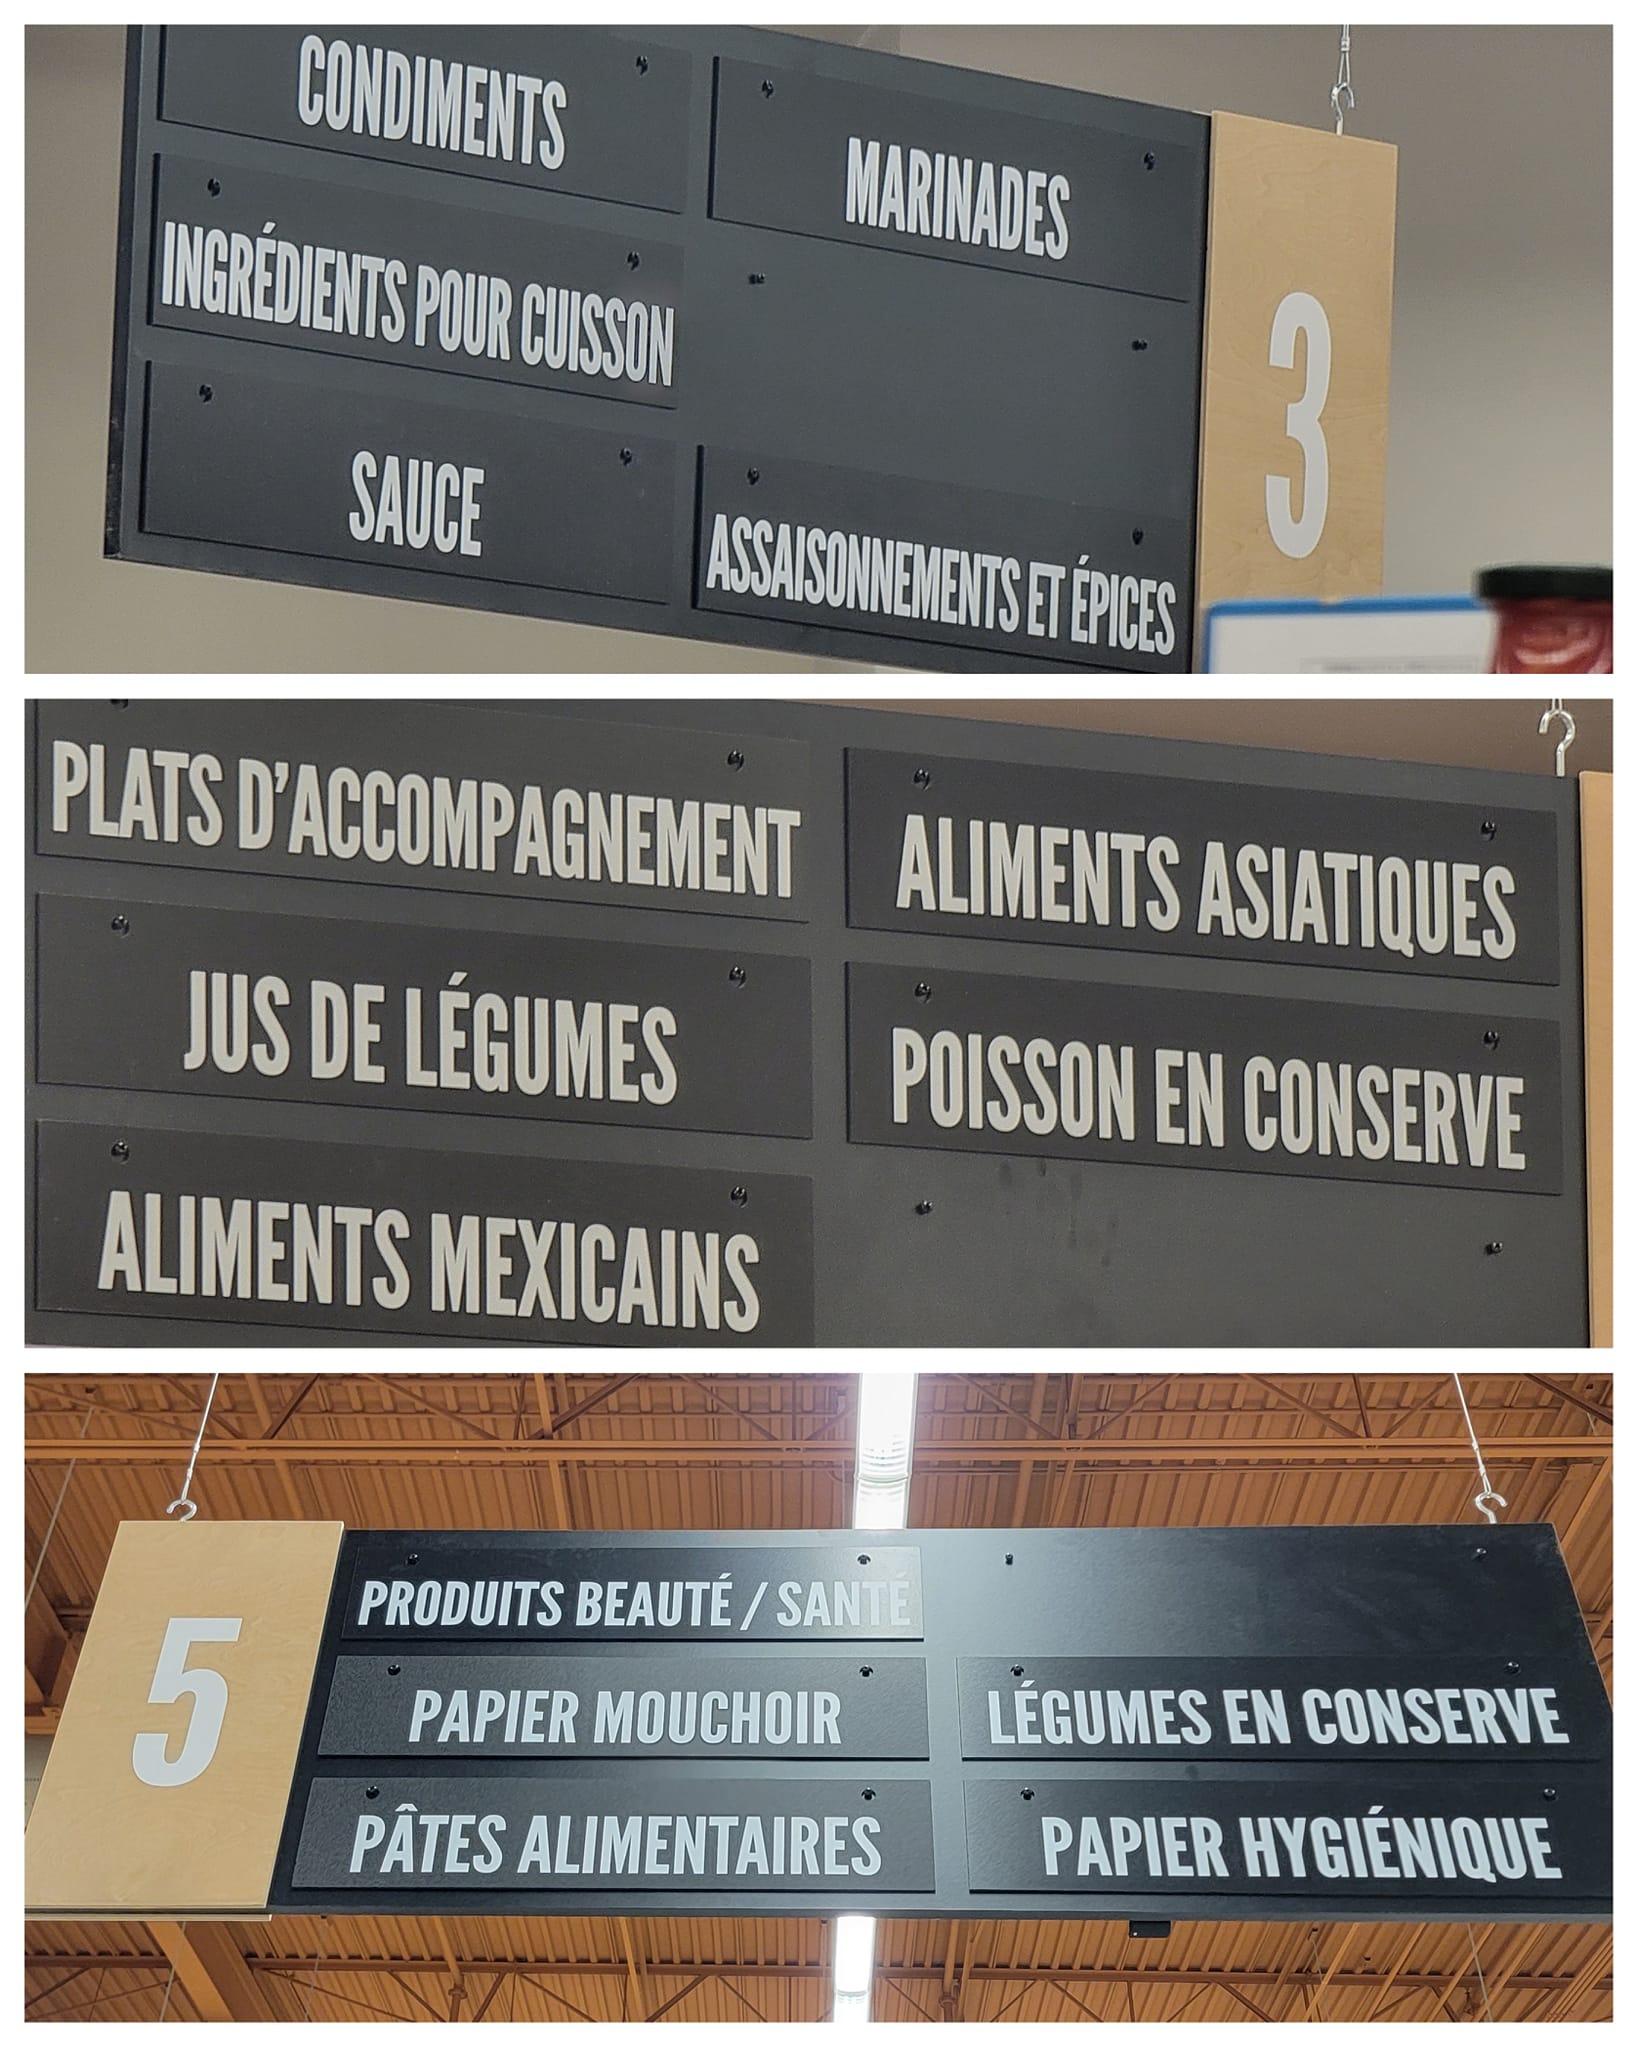 CONDIMENTS
MARINADES
INGRÉDIENTS POUR CUISSON
SAUCE
ASSAISONNEMENTS ET ÉPICES
3
PLATS D'ACCOMPAGNEMENT
ALIMENTS ASIATIQUES
JUS DE LÉGUMES
POISSON EN CONSERVE
ALIMENTS MEXICAINS
5
PRODUITS BEAUTÉ / SANTÉ
PAPIER MOUCHOIR
LÉGUMES EN CONSERVE
PÂTES ALIMENTAIRES
PAPIER HYGIÉNIQUE